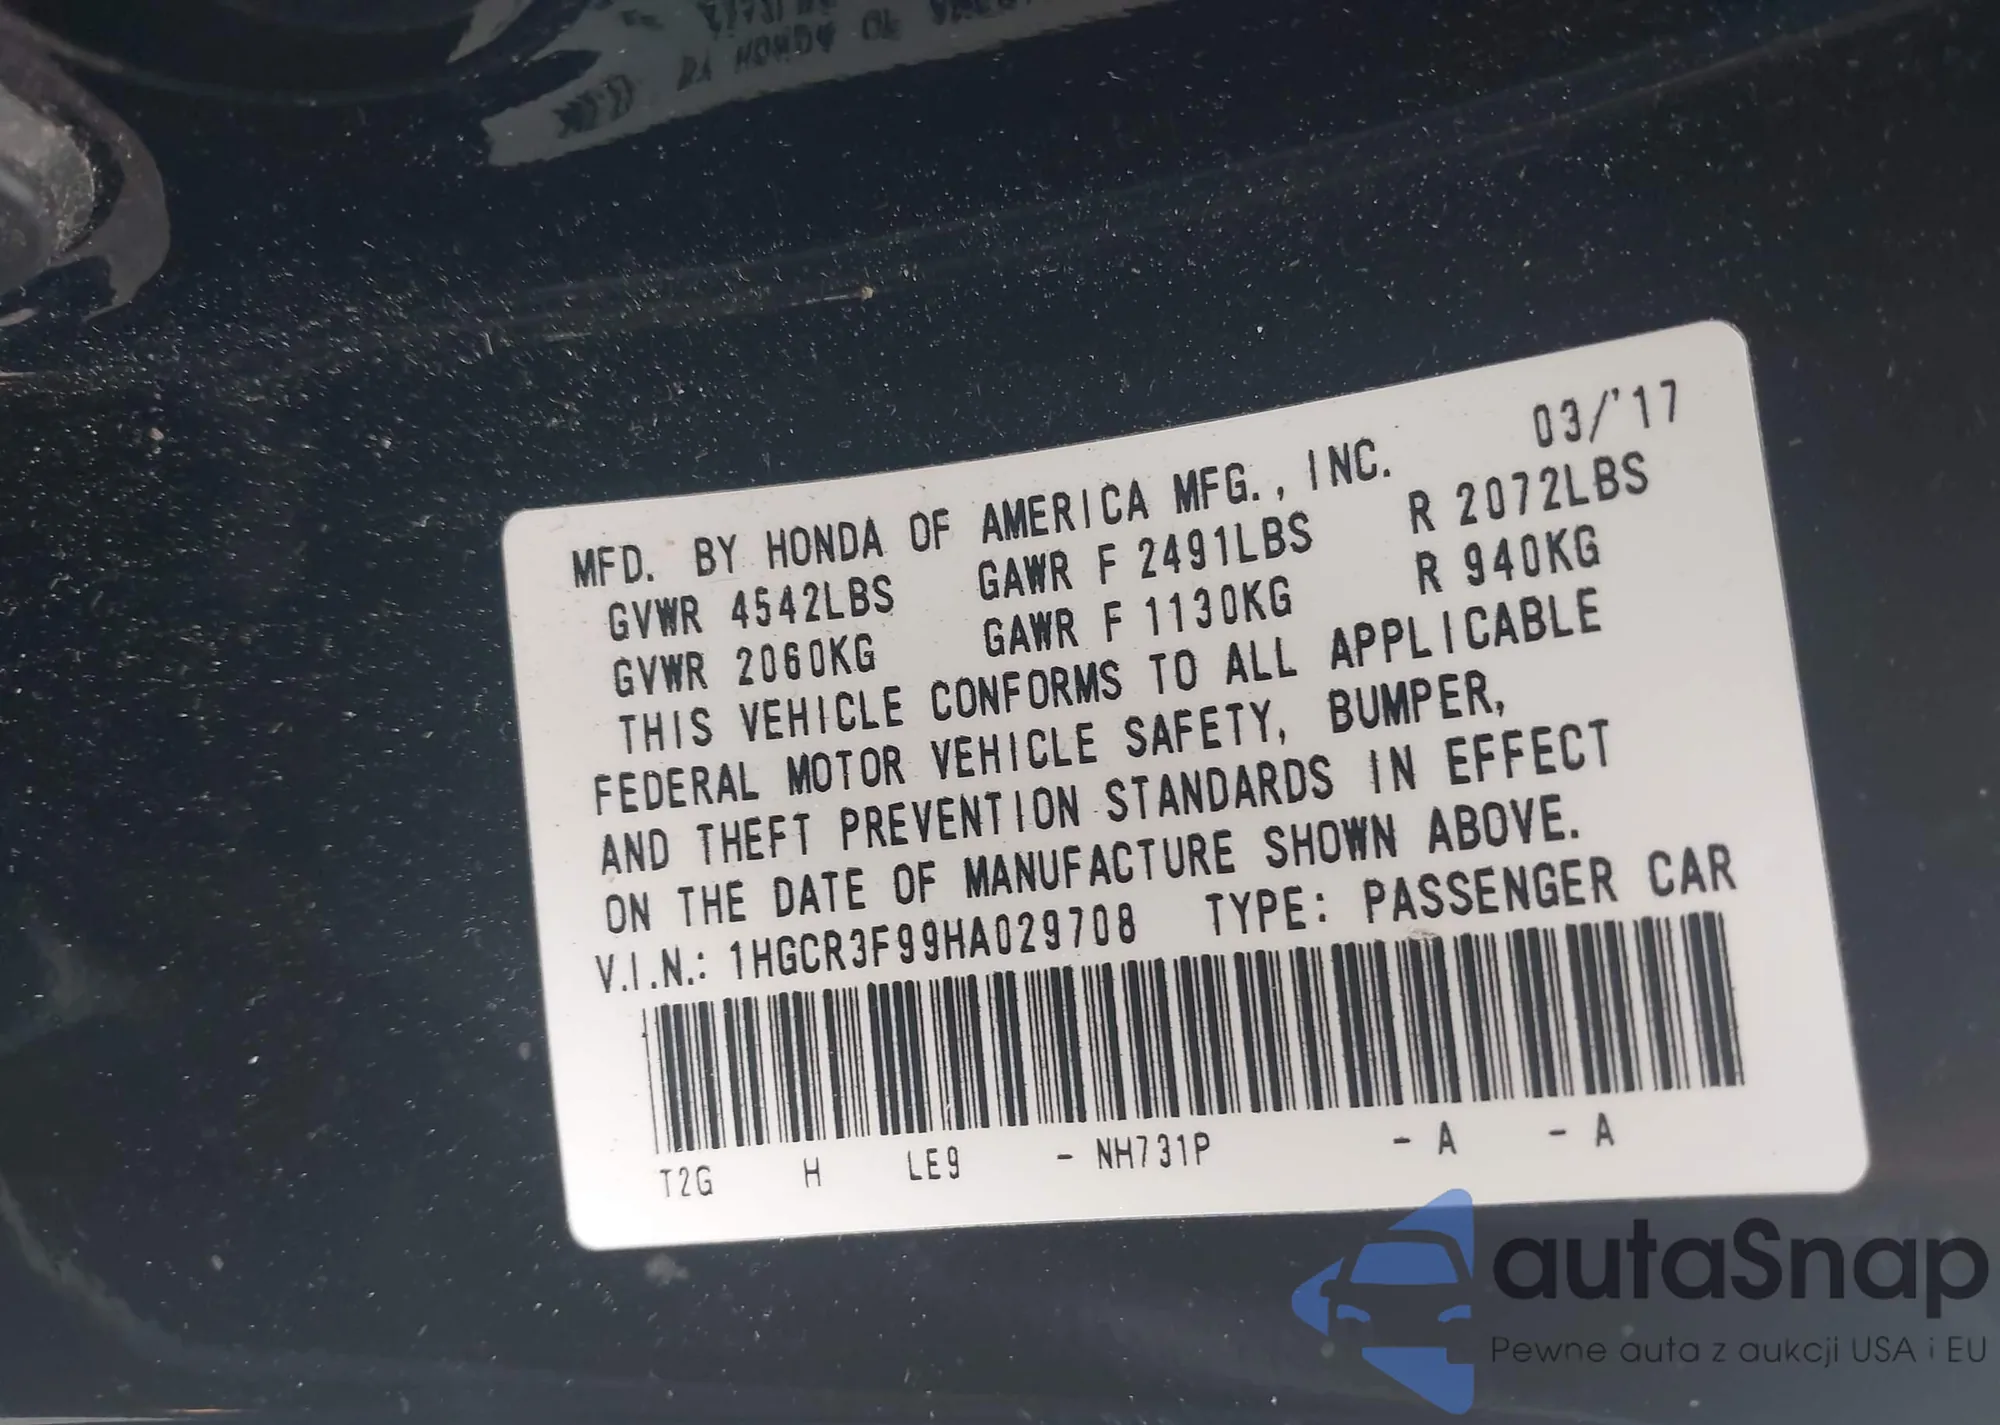 MFD. BY HONDA OF AMERICA MFG., INC. 03/'17
GVWR 4542LBS GAWR F 2491LBS R 2072LBS
GVWR 2060KG GAWR F 1130KG R 940KG
THIS VEHICLE CONFORMS TO ALL APPLICABLE
FEDERAL MOTOR VEHICLE SAFETY, BUMPER,
AND THEFT PREVENTION STANDARDS IN EFFECT
ON THE DATE OF MANUFACTURE SHOWN ABOVE.
V.I.N.: 1HGCR3F99HA029708 TYPE: PASSENGER CAR
T2G H LE9 - NH731P - A - A
autaSnap
Pewne auta z aukcji USA i EU